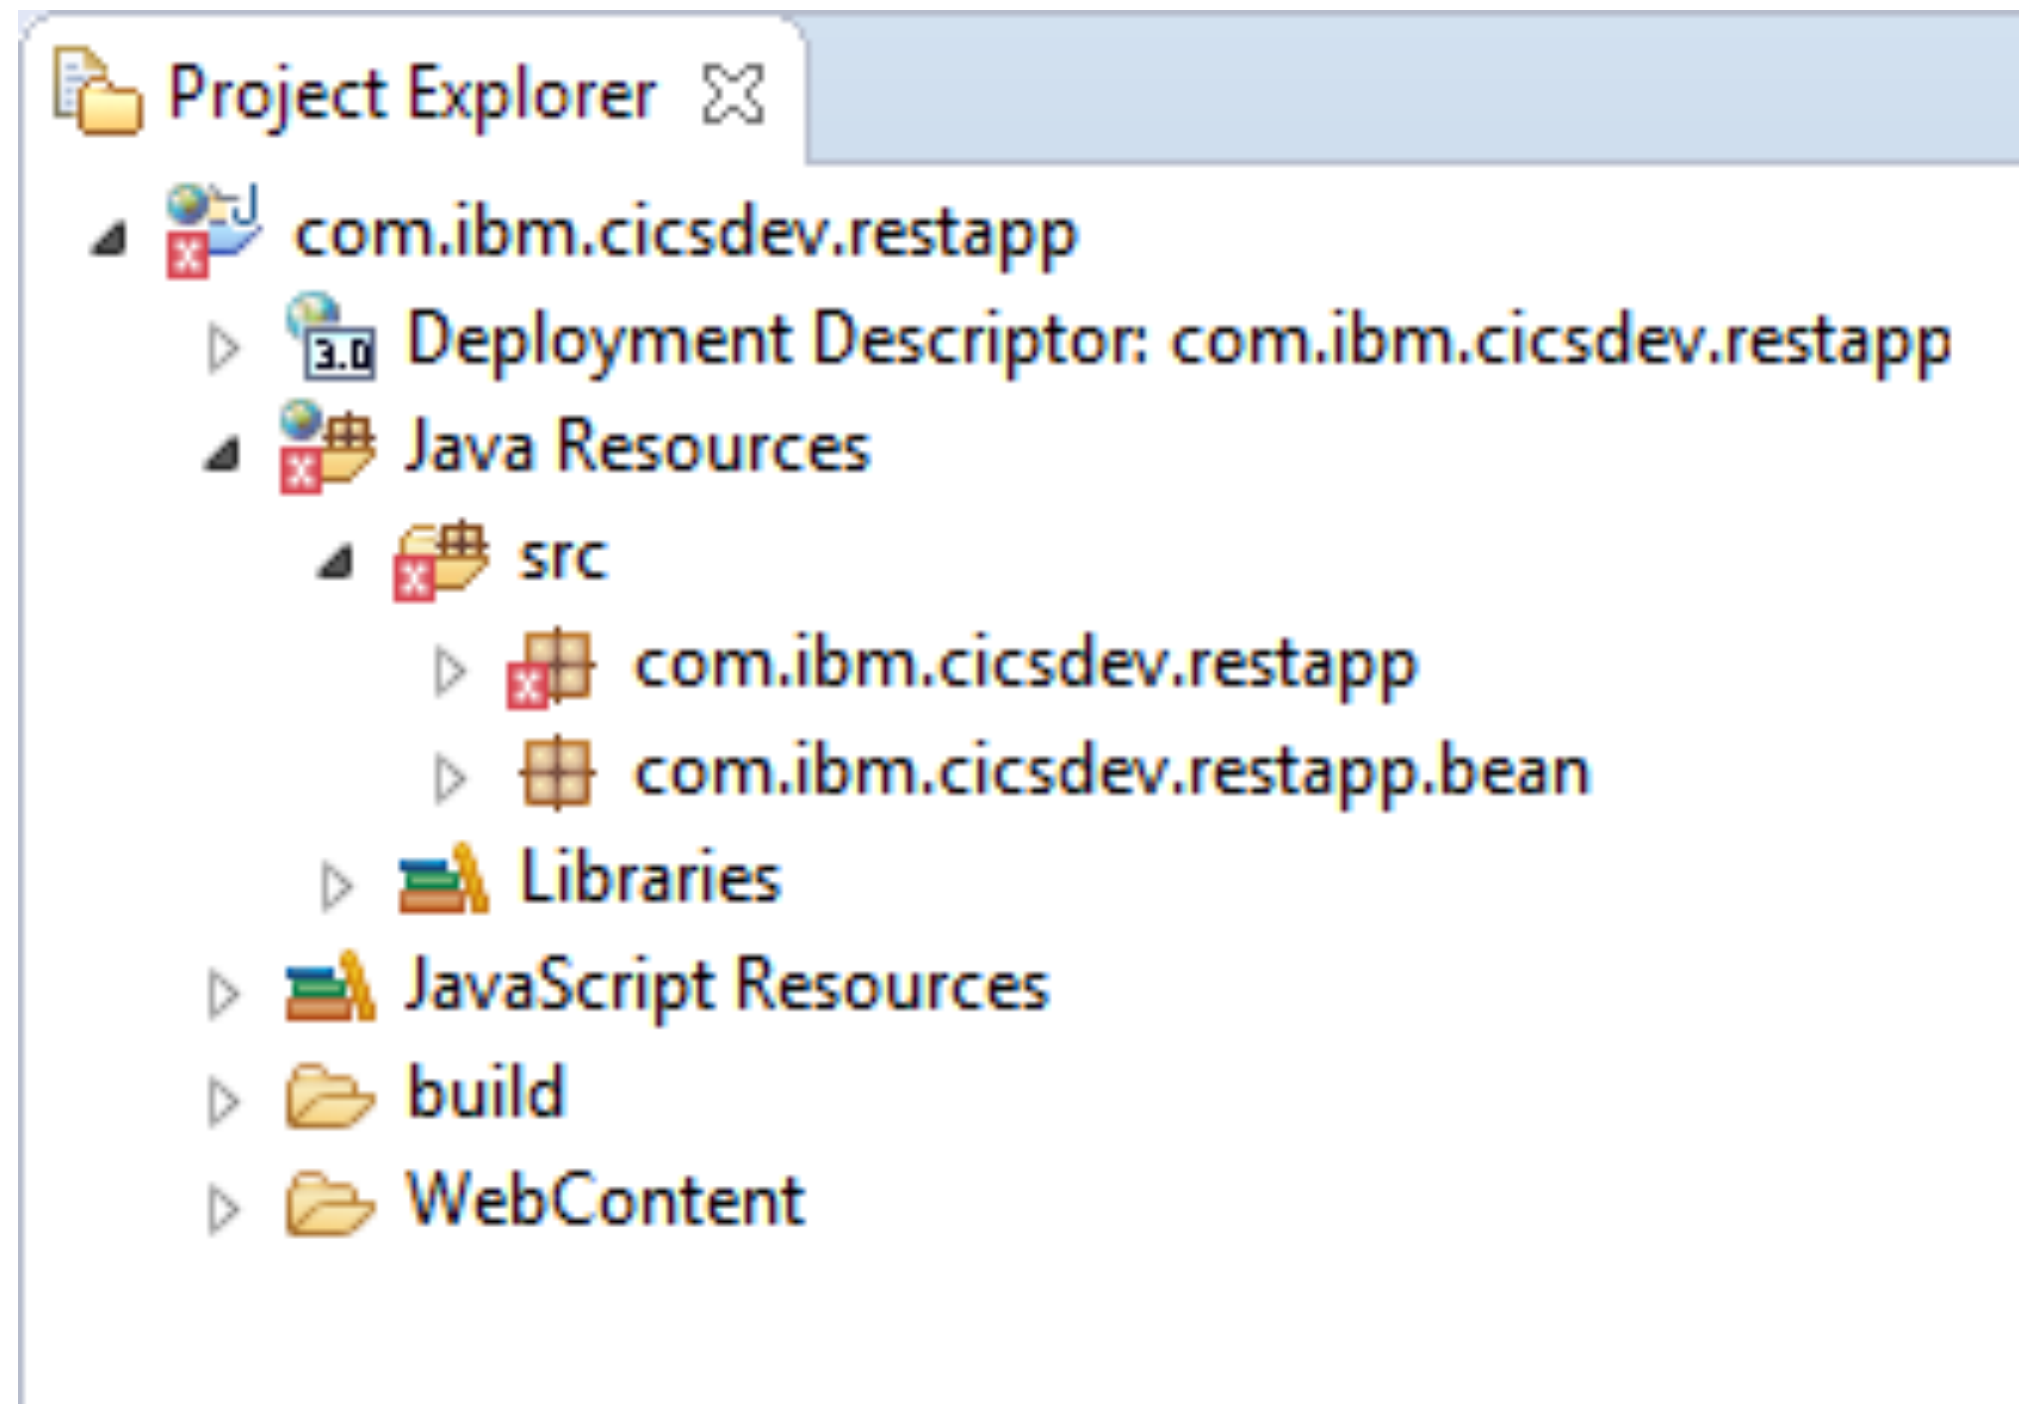 Project Explorer
com.ibm.cicsdev.restapp
3.0 Deployment Descriptor: com.ibm.cicsdev.restapp
Java Resources
src
com.ibm.cicsdev.restapp
com.ibm.cicsdev.restapp.bean
Libraries
JavaScript Resources
build
WebContent